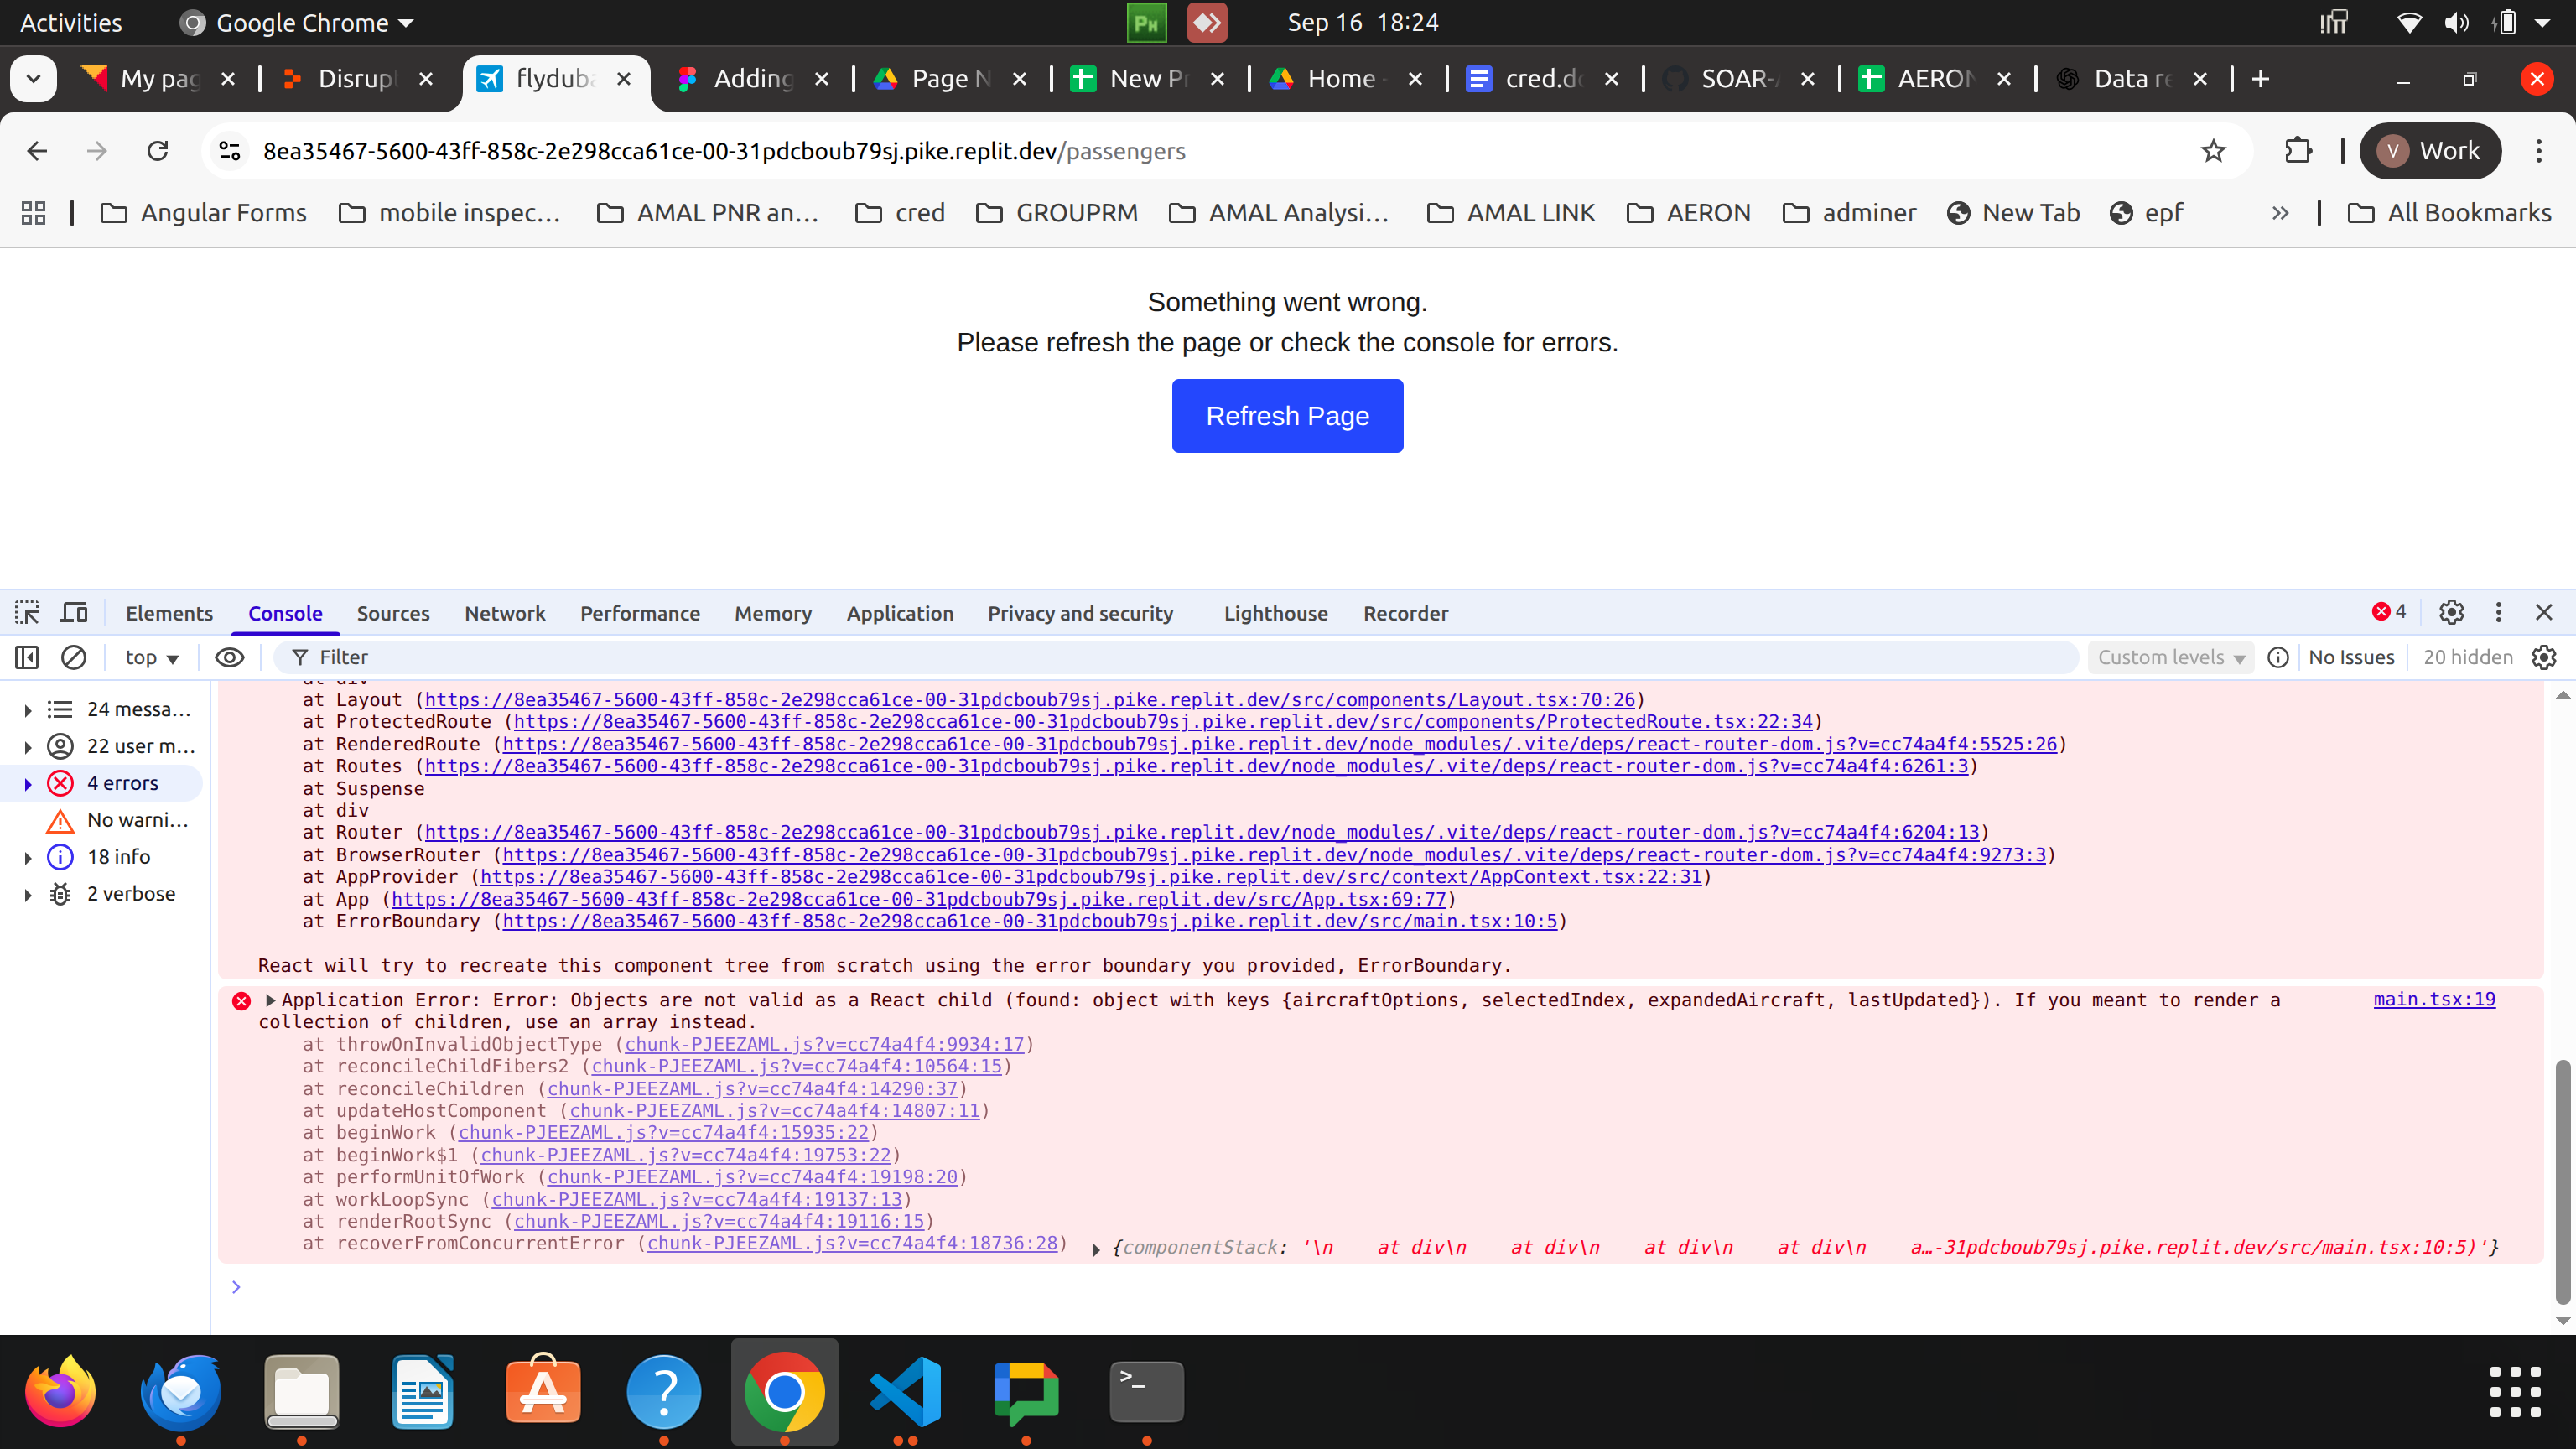 Activities
Google Chrome
Sep 16 18:24
My pag
Disrupt
flyduba
Adding
Page N
New Pr
Home -
cred.do
SOAR-A
AERON
Data re
8ea35467-5600-43ff-858c-2e298cca61ce-00-31pdcboub79sj.pike.replit.dev/passengers
V Work
Angular Forms
mobile inspec...
AMAL PNR an...
cred
GROUPRM
AMAL Analysi...
AMAL LINK
AERON
adminer
New Tab
epf
All Bookmarks
Something went wrong.
Please refresh the page or check the console for errors.
Refresh Page
Elements Console Sources Network Performance Memory Application Privacy and security Lighthouse Recorder
4
top
Filter
Custom levels
No Issues
20 hidden
24 messa...
22 user m...
4 errors
No warni...
18 info
2 verbose
at div
at Layout (https://8ea35467-5600-43ff-858c-2e298cca61ce-00-31pdcboub79sj.pike.replit.dev/src/components/Layout.tsx:70:26)
at ProtectedRoute (https://8ea35467-5600-43ff-858c-2e298cca61ce-00-31pdcboub79sj.pike.replit.dev/src/components/ProtectedRoute.tsx:22:34)
at RenderedRoute (https://8ea35467-5600-43ff-858c-2e298cca61ce-00-31pdcboub79sj.pike.replit.dev/node_modules/.vite/deps/react-router-dom.js?v=cc74a4f4:5525:26)
at Routes (https://8ea35467-5600-43ff-858c-2e298cca61ce-00-31pdcboub79sj.pike.replit.dev/node_modules/.vite/deps/react-router-dom.js?v=cc74a4f4:6261:3)
at Suspense
at div
at Router (https://8ea35467-5600-43ff-858c-2e298cca61ce-00-31pdcboub79sj.pike.replit.dev/node_modules/.vite/deps/react-router-dom.js?v=cc74a4f4:6204:13)
at BrowserRouter (https://8ea35467-5600-43ff-858c-2e298cca61ce-00-31pdcboub79sj.pike.replit.dev/node_modules/.vite/deps/react-router-dom.js?v=cc74a4f4:9273:3)
at AppProvider (https://8ea35467-5600-43ff-858c-2e298cca61ce-00-31pdcboub79sj.pike.replit.dev/src/context/AppContext.tsx:22:31)
at App (https://8ea35467-5600-43ff-858c-2e298cca61ce-00-31pdcboub79sj.pike.replit.dev/src/App.tsx:69:77)
at ErrorBoundary (https://8ea35467-5600-43ff-858c-2e298cca61ce-00-31pdcboub79sj.pike.replit.dev/src/main.tsx:10:5)
React will try to recreate this component tree from scratch using the error boundary you provided, ErrorBoundary.
Application Error: Error: Objects are not valid as a React child (found: object with keys {aircraftOptions, selectedIndex, expandedAircraft, lastUpdated}). If you meant to render a
main.tsx:19
collection of children, use an array instead.
at throwOnInvalidObjectType (chunk-PJEEZAML.js?v=cc74a4f4:9934:17)
at reconcileChildFibers2 (chunk-PJEEZAML.js?v=cc74a4f4:10564:15)
at reconcileChildren (chunk-PJEEZAML.js?v=cc74a4f4:14290:37)
at updateHostComponent (chunk-PJEEZAML.js?v=cc74a4f4:14807:11)
at beginWork (chunk-PJEEZAML.js?v=cc74a4f4:15935:22)
at beginWork$1 (chunk-PJEEZAML.js?v=cc74a4f4:19753:22)
at performUnitOfWork (chunk-PJEEZAML.js?v=cc74a4f4:19198:20)
at workLoopSync (chunk-PJEEZAML.js?v=cc74a4f4:19137:13)
at renderRootSync (chunk-PJEEZAML.js?v=cc74a4f4:19116:15)
at recoverFromConcurrentError (chunk-PJEEZAML.js?v=cc74a4f4:18736:28) {componentStack: '\n    at div\n    at div\n    at div\n    at div\n    a…-31pdcboub79sj.pike.replit.dev/src/main.tsx:10:5)'}